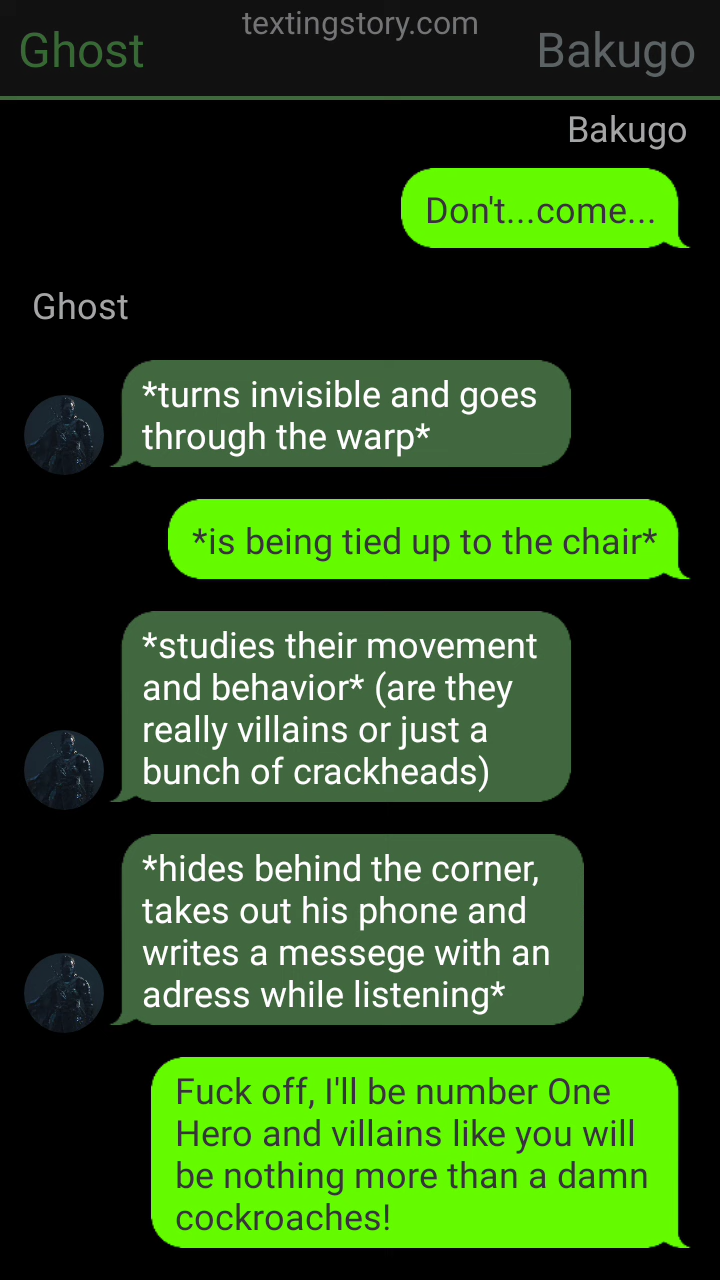 textingstory.com
Ghost
Bakugo
Bakugo
Don't...come...
Ghost
*turns invisible and goes
through the warp*
*is being tied up to the chair*
*studies their movement
and behavior* (are they
really villains or just a
bunch of crackheads)
*hides behind the corner,
takes out his phone and
writes a messege with an
adress while listening*
Fuck off, I'll be number One
Hero and villains like you will
be nothing more than a damn
cockroaches!